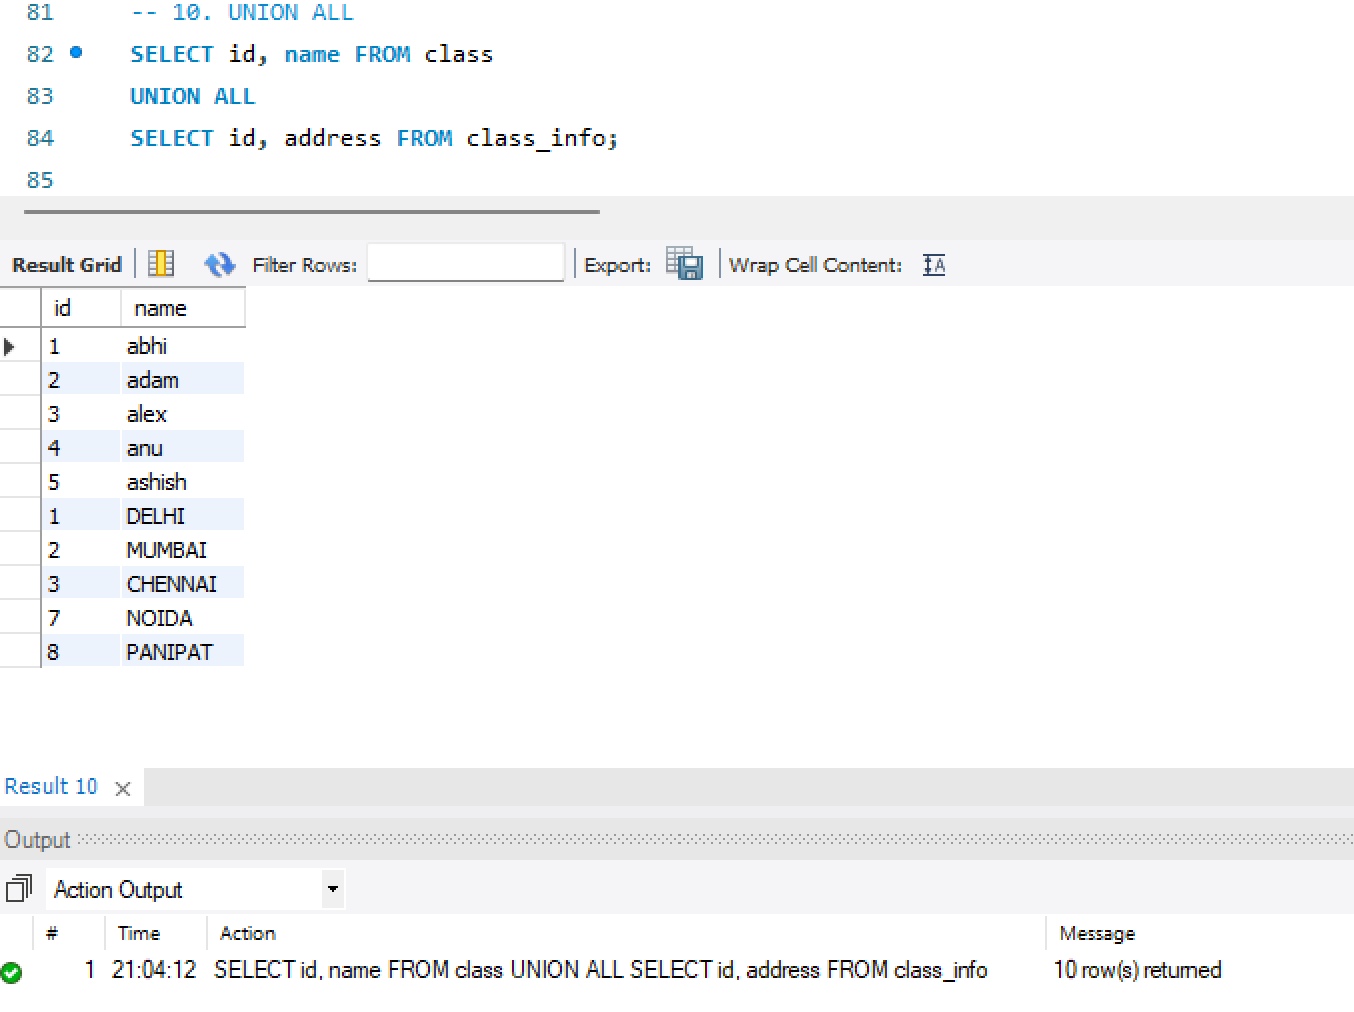 81 -- 10. UNION ALL
82 SELECT id, name FROM class
83 UNION ALL
84 SELECT id, address FROM class_info;
85
Result Grid Filter Rows: Export: Wrap Cell Content: IA
id name
1 abhi
2 adam
3 alex
4 anu
5 ashish
1 DELHI
2 MUMBAI
3 CHENNAI
7 NOIDA
8 PANIPAT
Result 10
Output
Action Output
# Time Action Message
1 21:04:12 SELECT id, name FROM class UNION ALL SELECT id, address FROM class_info 10 row(s) returned